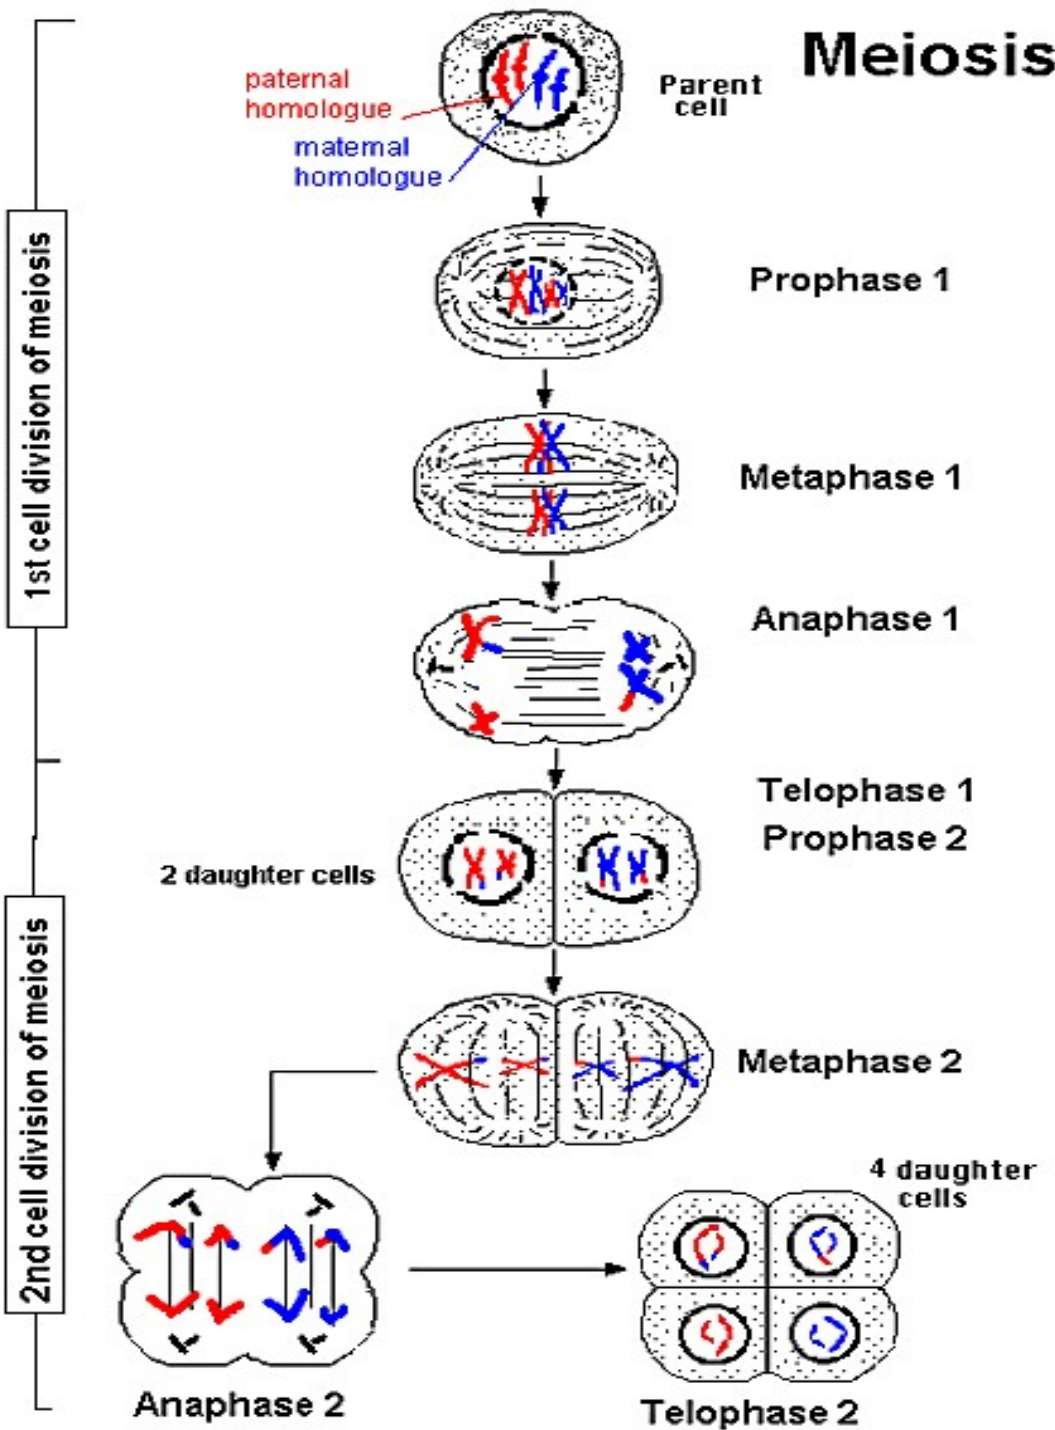 Meiosis
paternal
homologue
maternal
homologue
Parent
cell
1st cell division of meiosis
Prophase 1
Metaphase 1
Anaphase 1
Telophase 1
Prophase 2
2 daughter cells
2nd cell division of meiosis
Metaphase 2
4 daughter
cells
Anaphase 2
Telophase 2